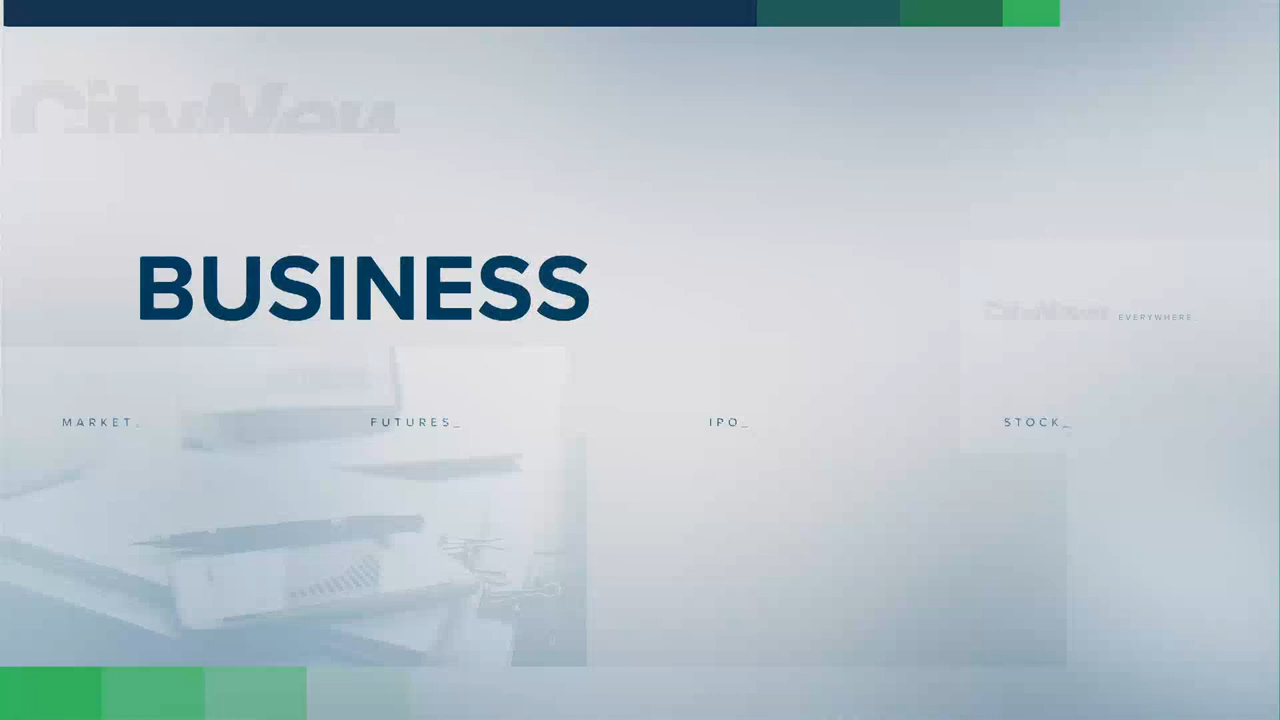 BUSINESS
EVERYWHERE
MARKET_
FUTURES_
IPO_
STOCK_